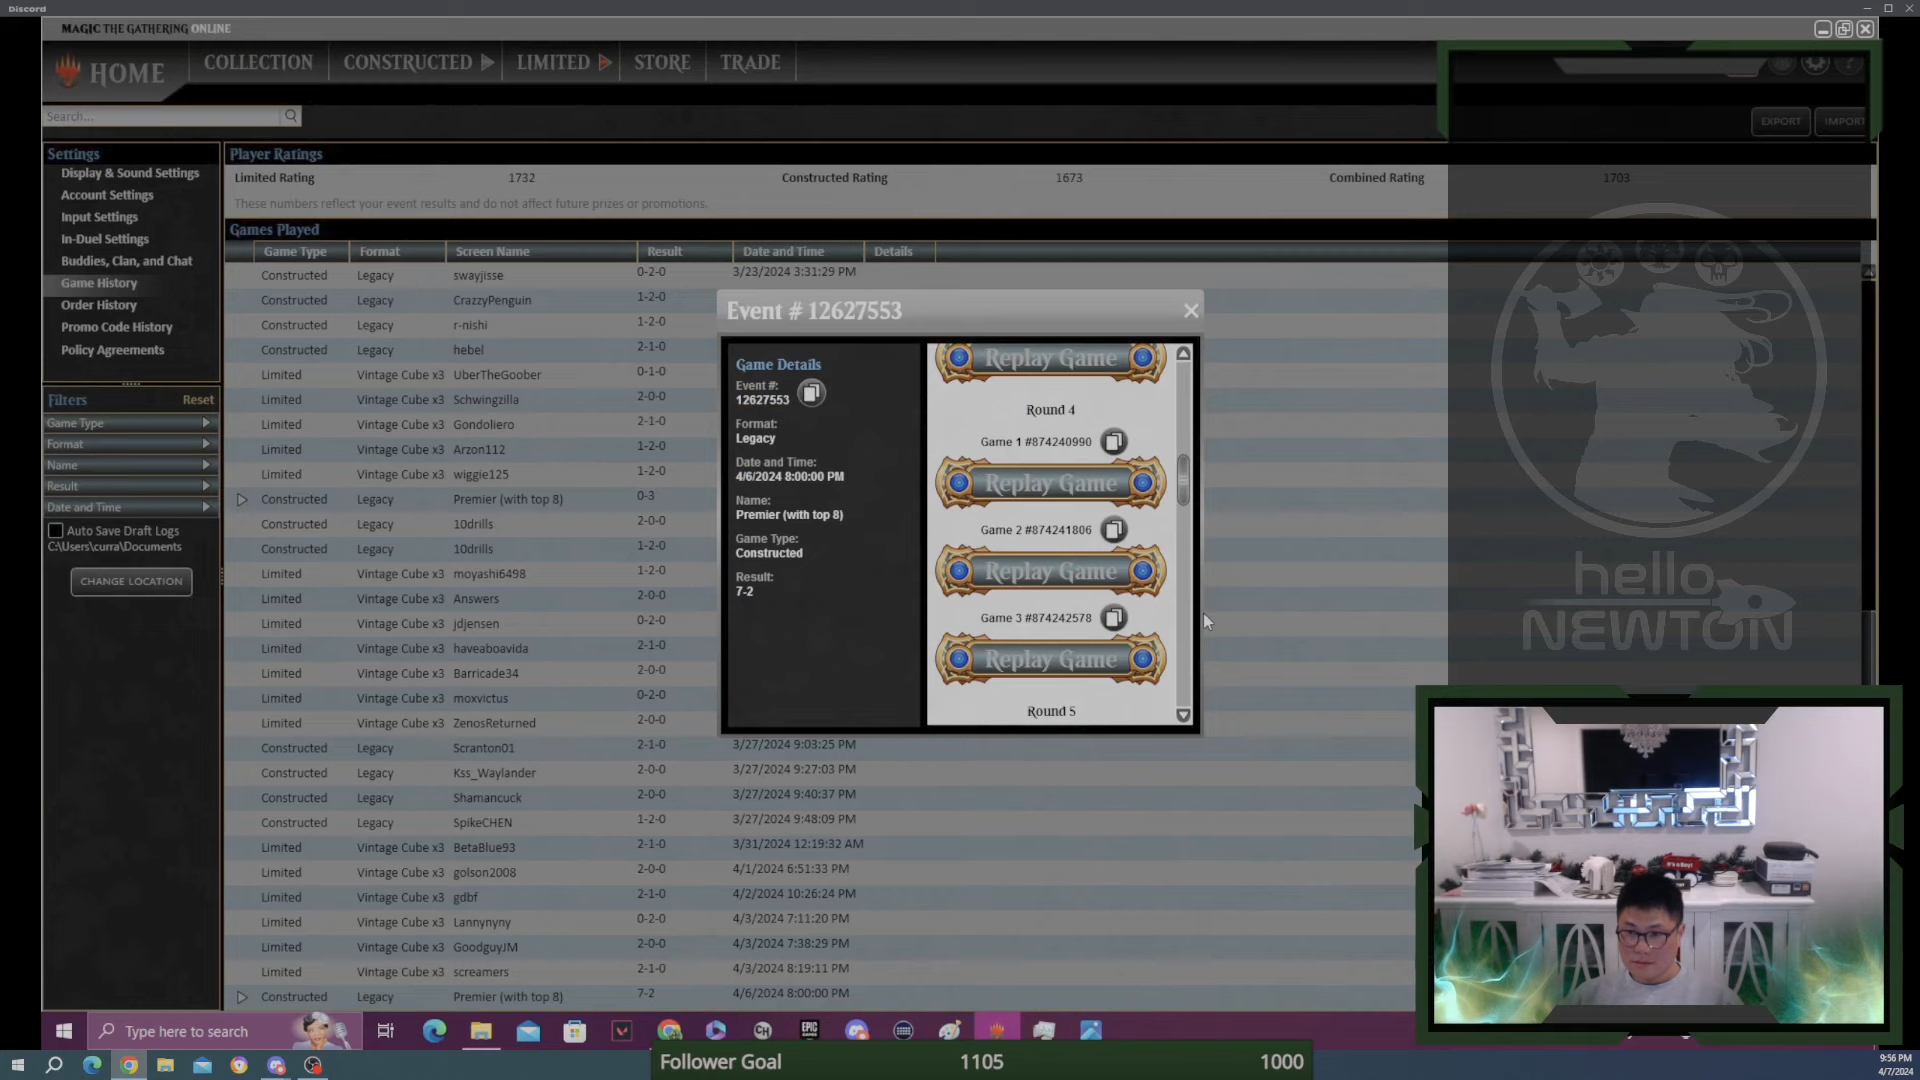 Discord
MAGIC THE GATHERING ONLINE
HOME
COLLECTION
CONSTRUCTED
LIMITED
STORE
TRADE
Search...
EXPORT
IMPORT
Settings
Display & Sound Settings
Account Settings
Input Settings
In-Duel Settings
Buddies, Clan, and Chat
Game History
Order History
Promo Code History
Policy Agreements
Filters Reset
Game Type
Format
Name
Result
Date and Time
Auto Save Draft Logs
C:\Users\curra\Documents
CHANGE LOCATION
Player Ratings
Limited Rating 1732 Constructed Rating 1673 Combined Rating 1703
These numbers reflect your event results and do not affect future prizes or promotions.
Games Played
Game Type Format Screen Name Result Date and Time Details
Constructed Legacy swayjisse 0-2-0 3/23/2024 3:31:29 PM
Constructed Legacy CrazzyPenguin 1-2-0
Constructed Legacy r-nishi 1-2-0
Constructed Legacy hebel 2-1-0
Limited Vintage Cube x3 UberTheGoober 0-1-0
Limited Vintage Cube x3 Schwingzilla 2-0-0
Limited Vintage Cube x3 Gondoliero 2-1-0
Limited Vintage Cube x3 Arzon112 1-2-0
Limited Vintage Cube x3 wiggie125 1-2-0
Constructed Legacy Premier (with top 8) 0-3
Constructed Legacy 10drills 2-0-0
Constructed Legacy 10drills 1-2-0
Limited Vintage Cube x3 moyashi6498 1-2-0
Limited Vintage Cube x3 Answers 2-0-0
Limited Vintage Cube x3 jdjensen 0-2-0
Limited Vintage Cube x3 haveaboavida 2-1-0
Limited Vintage Cube x3 Barricade34 2-0-0
Limited Vintage Cube x3 moxvictus 0-2-0
Limited Vintage Cube x3 ZenosReturned 2-0-0
Constructed Legacy Scranton01 2-1-0 3/27/2024 9:03:25 PM
Constructed Legacy Kss_Waylander 2-0-0 3/27/2024 9:27:03 PM
Constructed Legacy Shamancuck 2-0-0 3/27/2024 9:40:37 PM
Constructed Legacy SpikeCHEN 1-2-0 3/27/2024 9:48:09 PM
Limited Vintage Cube x3 BetaBlue93 2-1-0 3/31/2024 12:19:32 AM
Limited Vintage Cube x3 golson2008 2-0-0 4/1/2024 6:51:33 PM
Limited Vintage Cube x3 gdbf 2-1-0 4/2/2024 10:26:24 PM
Limited Vintage Cube x3 Lannynyny 0-2-0 4/3/2024 7:11:20 PM
Limited Vintage Cube x3 GoodguyJM 2-0-0 4/3/2024 7:38:29 PM
Limited Vintage Cube x3 screamers 2-1-0 4/3/2024 8:19:11 PM
Constructed Legacy Premier (with top 8) 7-2 4/6/2024 8:00:00 PM
Event # 12627553
Game Details
Event #:
12627553
Format:
Legacy
Date and Time:
4/6/2024 8:00:00 PM
Name:
Premier (with top 8)
Game Type:
Constructed
Result:
7-2
Replay Game
Round 4
Game 1 #874240990
Replay Game
Game 2 #874241806
Replay Game
Game 3 #874242578
Replay Game
Round 5
hello
NEWTON
It's a Boy!
Type here to search
CH
EPIC
Follower Goal 1105 1000
9:56 PM
4/7/2024